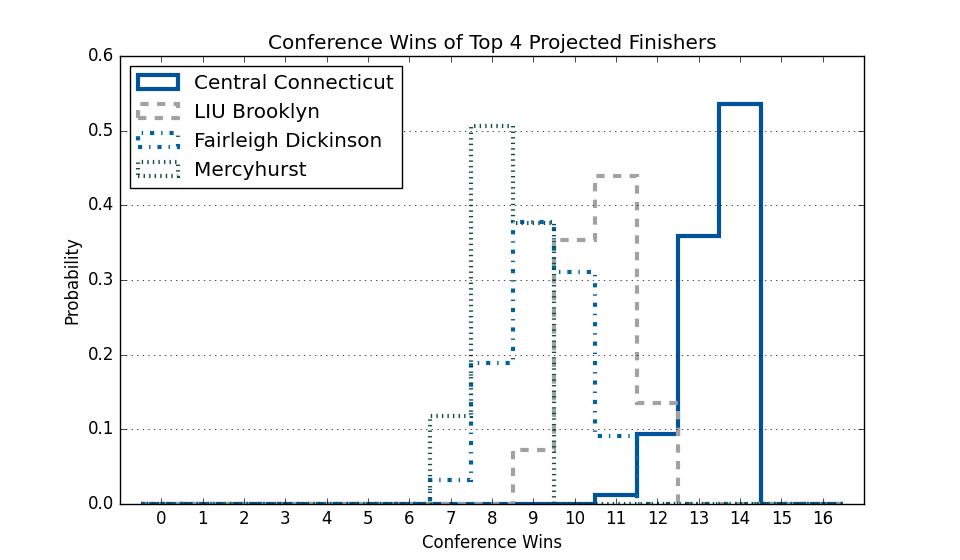 Conference Wins of Top 4 Projected Finishers
0.6
0.5
0.4
0.3
0.2
0.1
0.0
Probability
Central Connecticut
LIU Brooklyn
Fairleigh Dickinson
Mercyhurst
0 1 2 3 4 5 6 7 8 9 10 11 12 13 14 15 16
Conference Wins